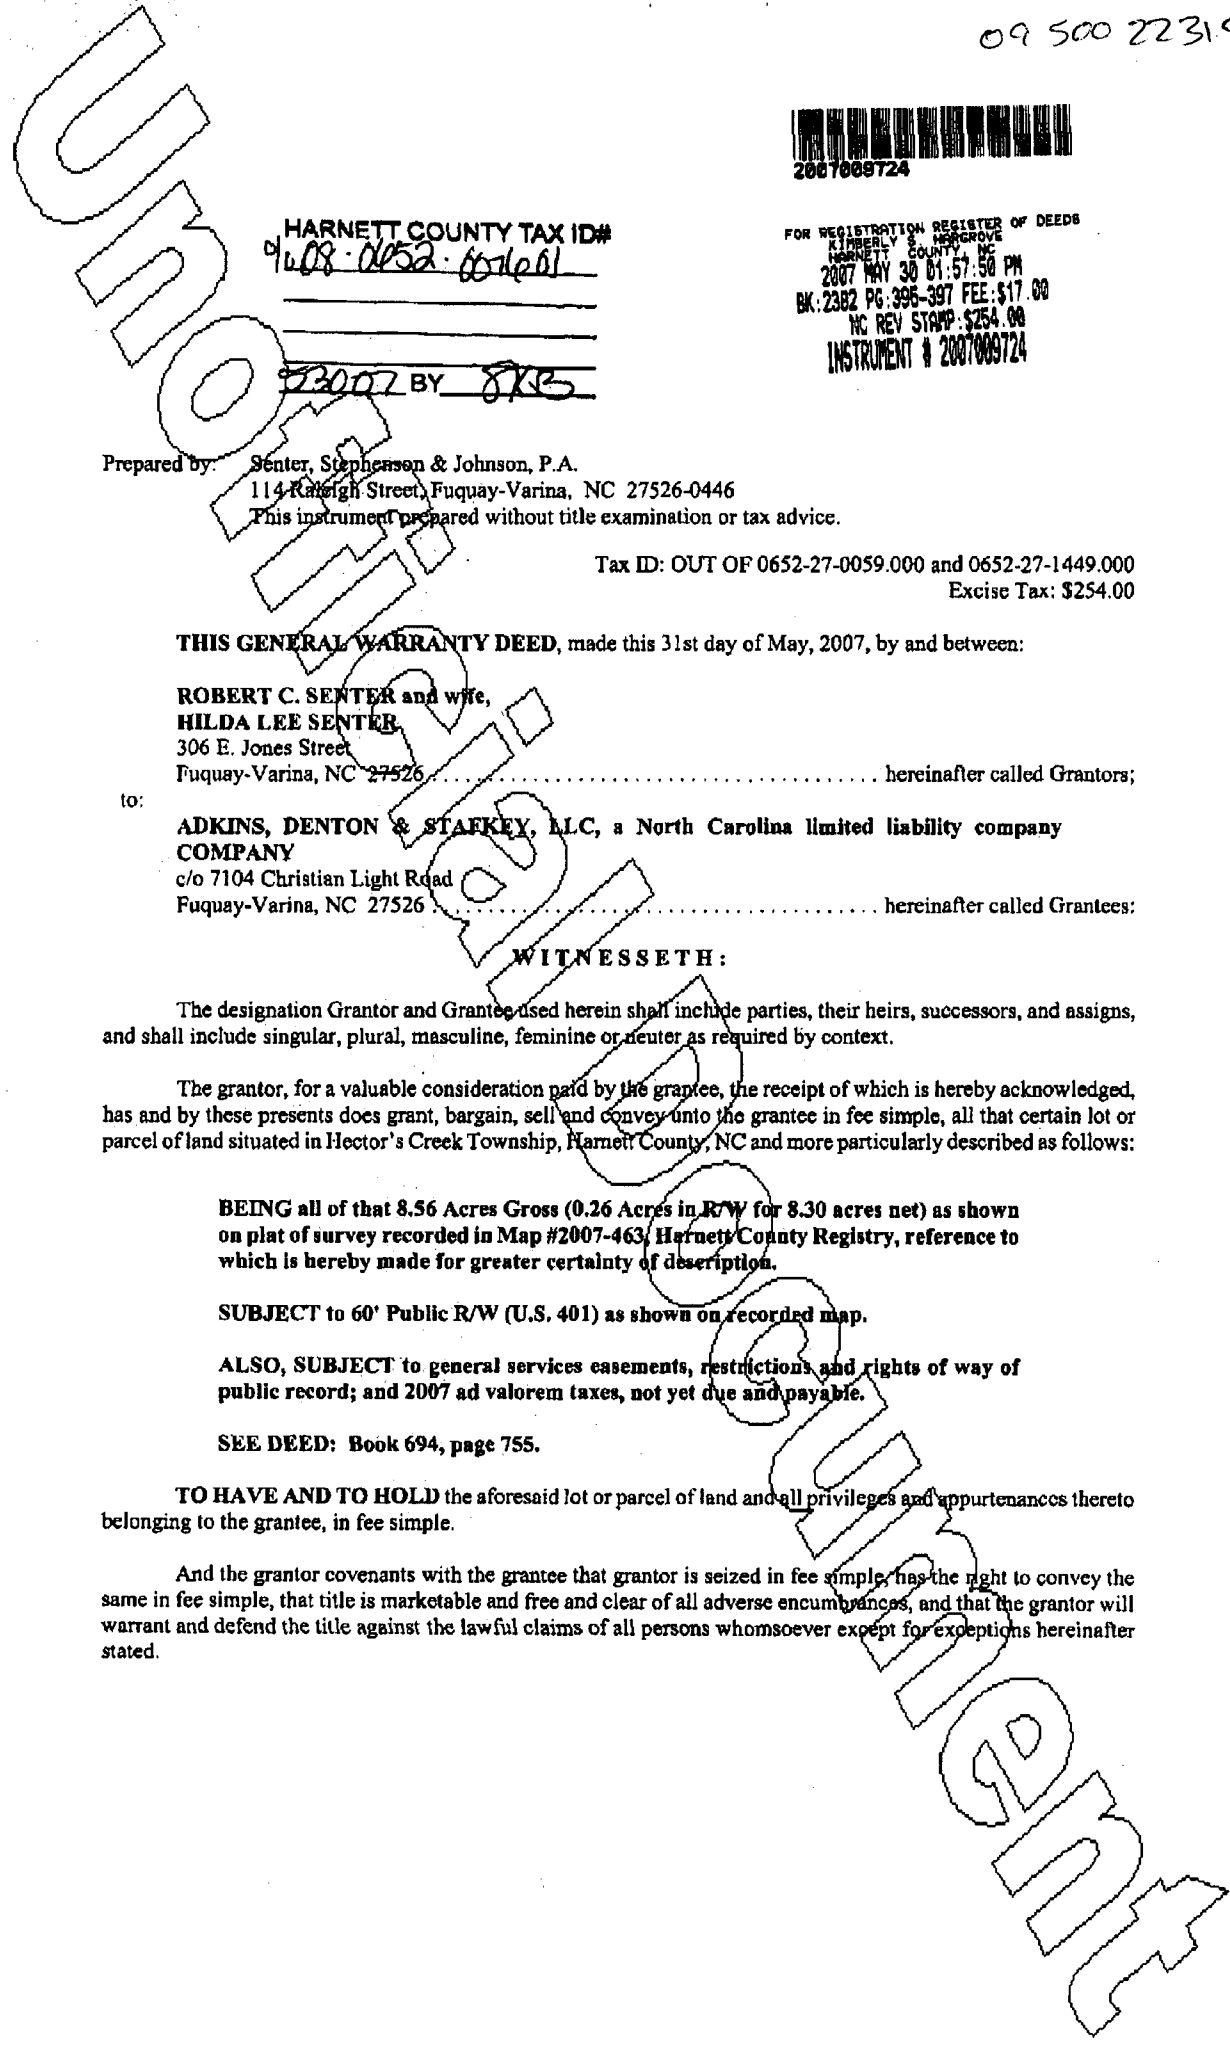 09 500 2231
2007009724
HARNETT COUNTY TAX ID#
08-0652-
53007 BY SKB
FOR REGISTRATION REGISTER OF DEEDS
KIMBERLY S. HARGROVE
HARNETT COUNTY, NC
2007 MAY 30 01:57:50 PM
BK:2382 PG:395-397 FEE:$17.00
NC REV STAMP:$254.00
INSTRUMENT # 2007009724
Prepared by: Senter, Stephenson & Johnson, P.A.
114 Raleigh Street, Fuquay-Varina, NC 27526-0446
This instrument prepared without title examination or tax advice.
Tax ID: OUT OF 0652-27-0059.000 and 0652-27-1449.000
Excise Tax: $254.00
THIS GENERAL WARRANTY DEED, made this 31st day of May, 2007, by and between:
ROBERT C. SENTER and wife,
HILDA LEE SENTER
306 E. Jones Street
Fuquay-Varina, NC 27526 . . . . . . . . . . . . . . . . . . . . . . . . . . . . . . . . . . . . . . hereinafter called Grantors;
to:
ADKINS, DENTON & STAFKEY, LLC, a North Carolina limited liability company
COMPANY
c/o 7104 Christian Light Road
Fuquay-Varina, NC 27526 . . . . . . . . . . . . . . . . . . . . . . . . . . . . . . . . . . . . . . hereinafter called Grantees:
WITNESSETH:
The designation Grantor and Grantee used herein shall include parties, their heirs, successors, and assigns,
and shall include singular, plural, masculine, feminine or neuter as required by context.
The grantor, for a valuable consideration paid by the grantee, the receipt of which is hereby acknowledged,
has and by these presents does grant, bargain, sell and convey unto the grantee in fee simple, all that certain lot or
parcel of land situated in Hector's Creek Township, Harnett County, NC and more particularly described as follows:
BEING all of that 8.56 Acres Gross (0.26 Acres in R/W for 8.30 acres net) as shown
on plat of survey recorded in Map #2007-463, Harnett County Registry, reference to
which is hereby made for greater certainty of description.
SUBJECT to 60' Public R/W (U.S. 401) as shown on recorded map.
ALSO, SUBJECT to general services easements, restrictions and rights of way of
public record; and 2007 ad valorem taxes, not yet due and payable.
SEE DEED: Book 694, page 755.
TO HAVE AND TO HOLD the aforesaid lot or parcel of land and all privileges and appurtenances thereto
belonging to the grantee, in fee simple.
And the grantor covenants with the grantee that grantor is seized in fee simple, has the right to convey the
same in fee simple, that title is marketable and free and clear of all adverse encumbrances, and that the grantor will
warrant and defend the title against the lawful claims of all persons whomsoever except for exceptions hereinafter
stated.
Unofficial Document